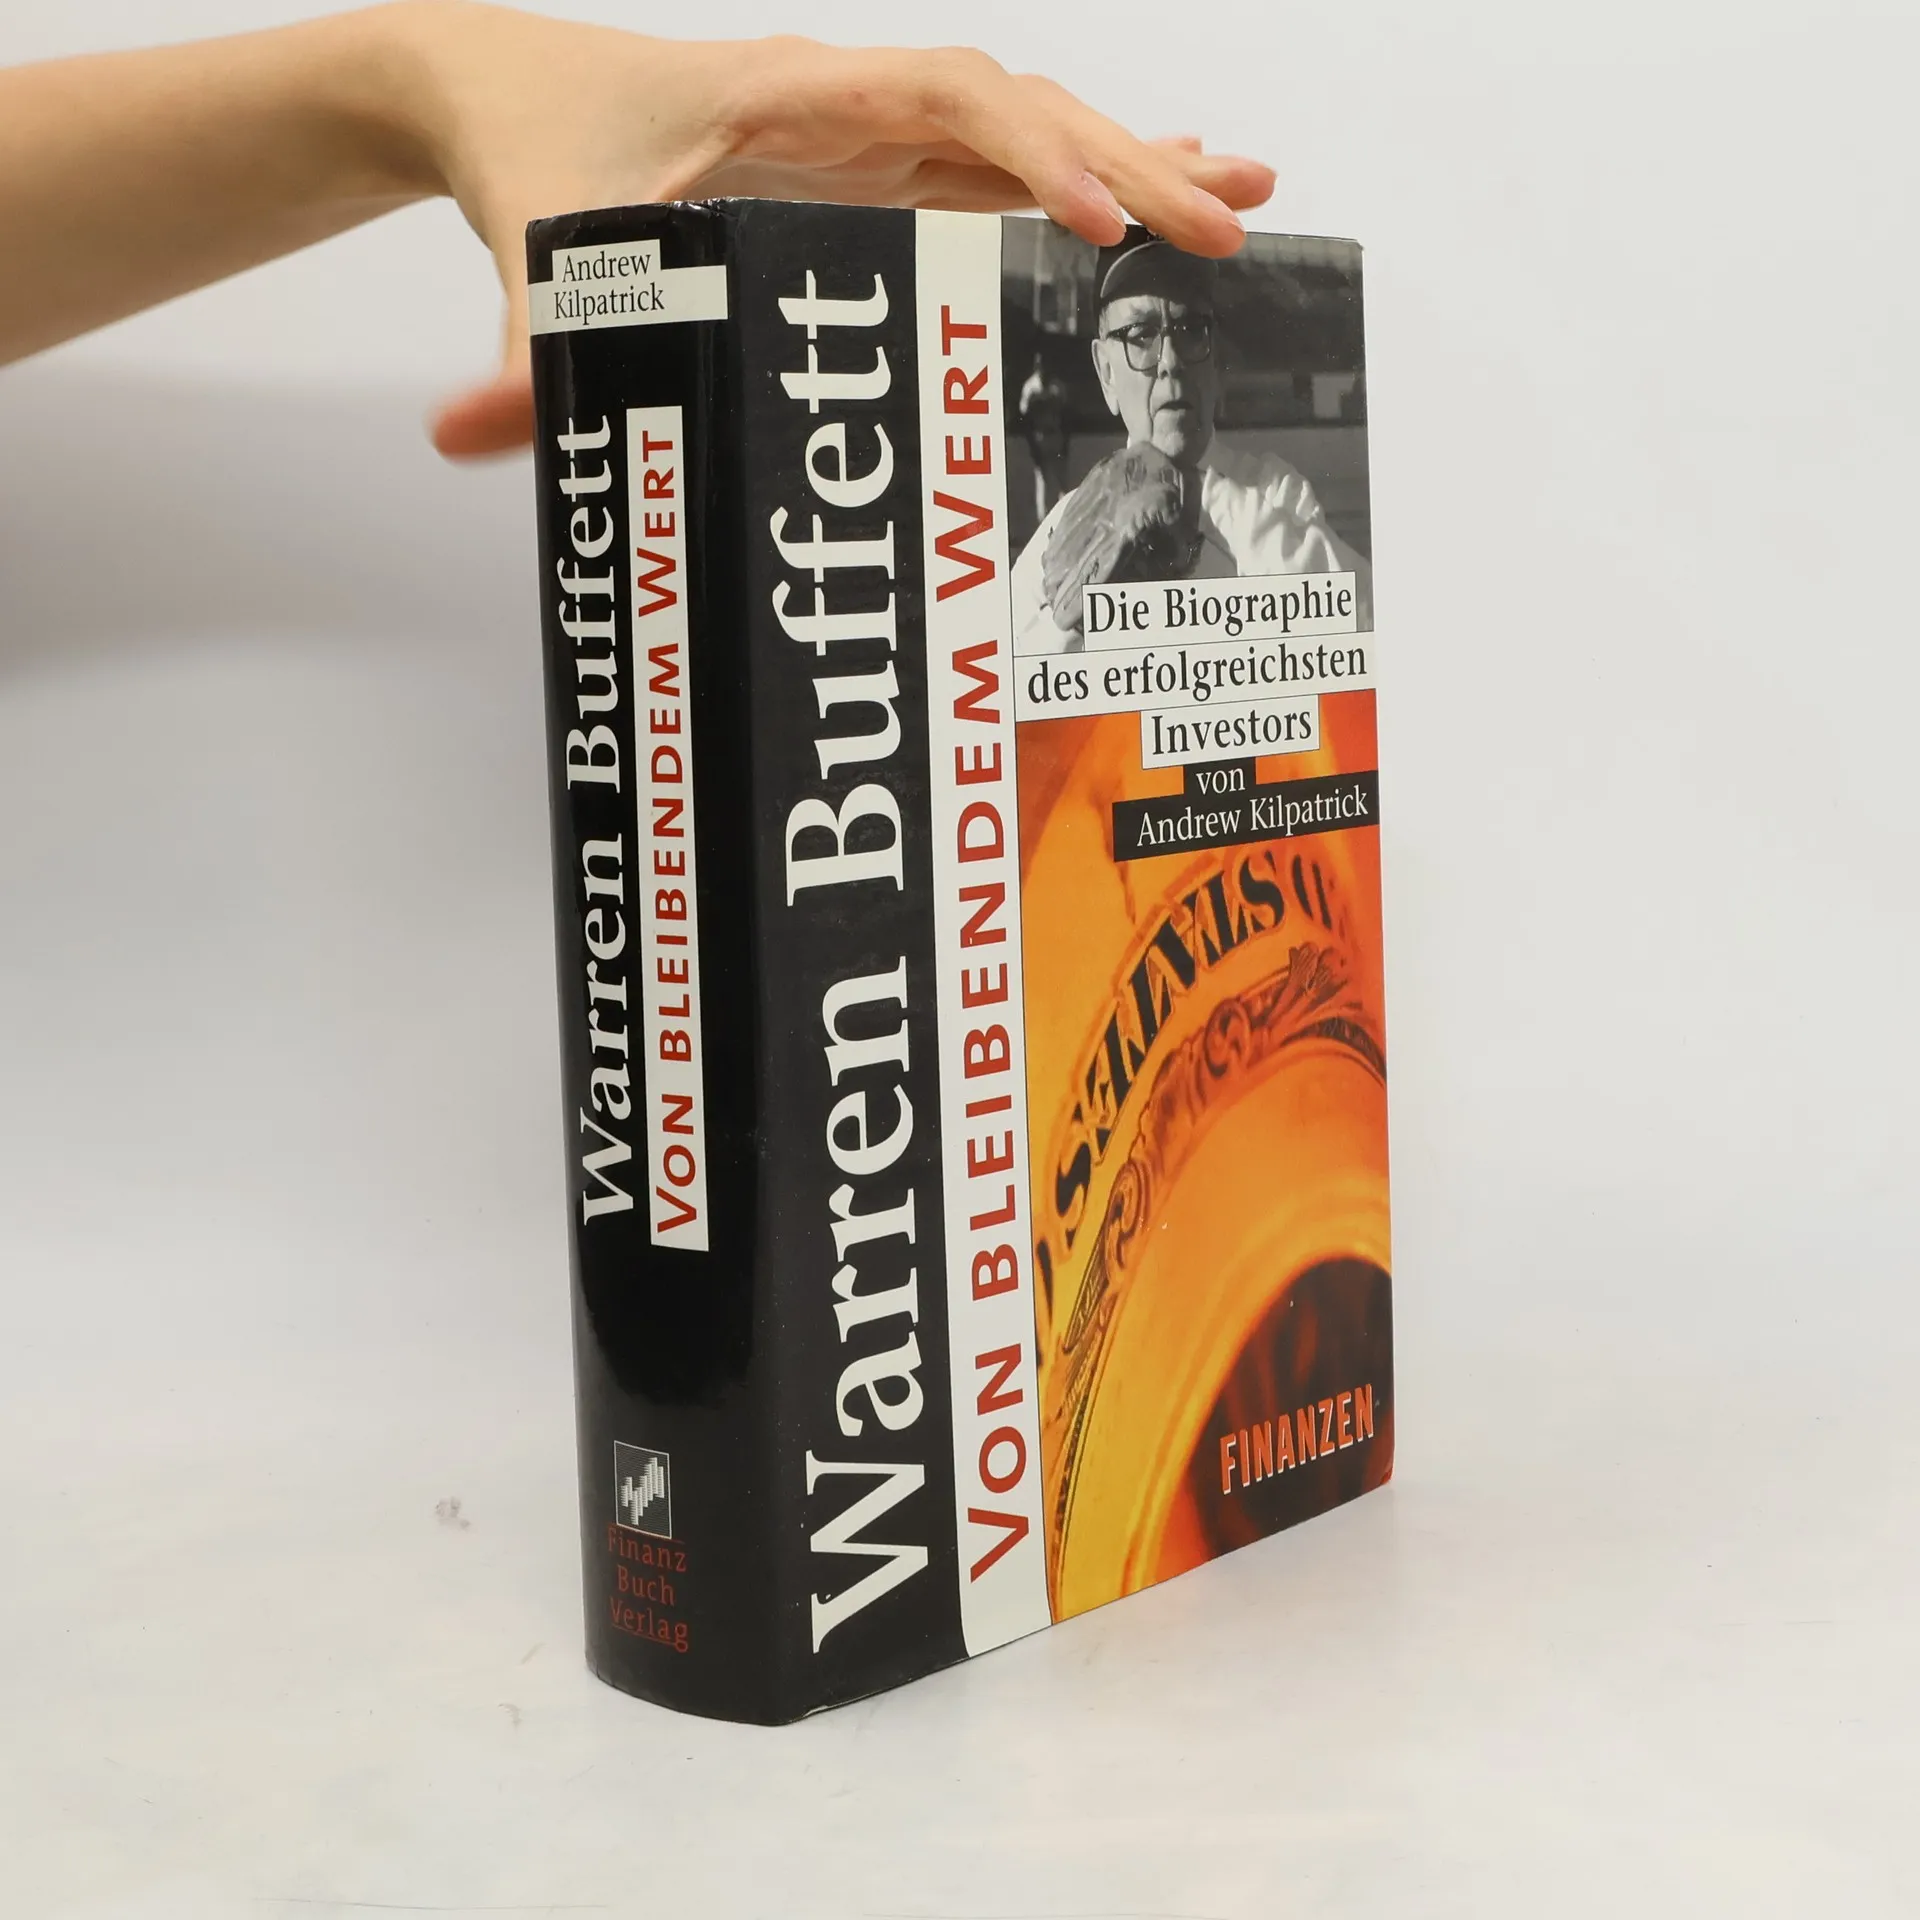 Andrew
Kilpatrick
Warren Buffett
VON BLEIBENDEM WERT
Finanz
Buch
Verlag
Warren Buffett
VON BLEIBENDEM WERT
Die Biographie
des erfolgreichsten
Investors
von
Andrew Kilpatrick
FINANZEN